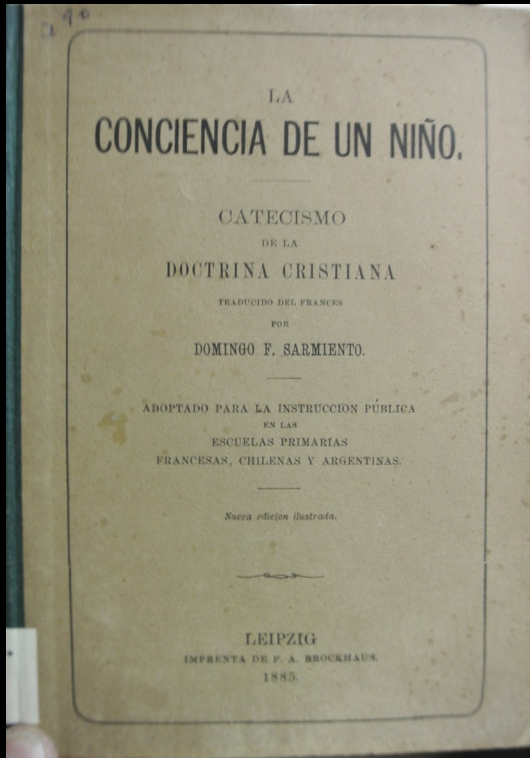 LA
CONCIENCIA DE UN NIÑO.
CATECISMO
DE LA
DOCTRINA CRISTIANA
TRADUCIDO DEL FRANCES
POR
DOMINGO F. SARMIENTO.
ADOPTADO PARA LA INSTRUCCION PÚBLICA
EN LAS
ESCUELAS PRIMARIAS
FRANCESAS, CHILENAS Y ARGENTINAS.
Nueva edicion ilustrada.
LEIPZIG
IMPRENTA DE F. A. BROCKHAUS.
1885.